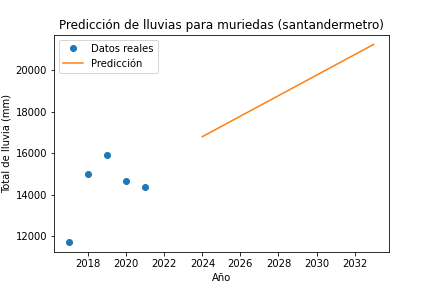 Predicción de lluvias para muriedas (santandermetro)
Datos reales
Predicción
Total de lluvia (mm)
20000
18000
16000
14000
12000
2018 2020 2022 2024 2026 2028 2030 2032
Año